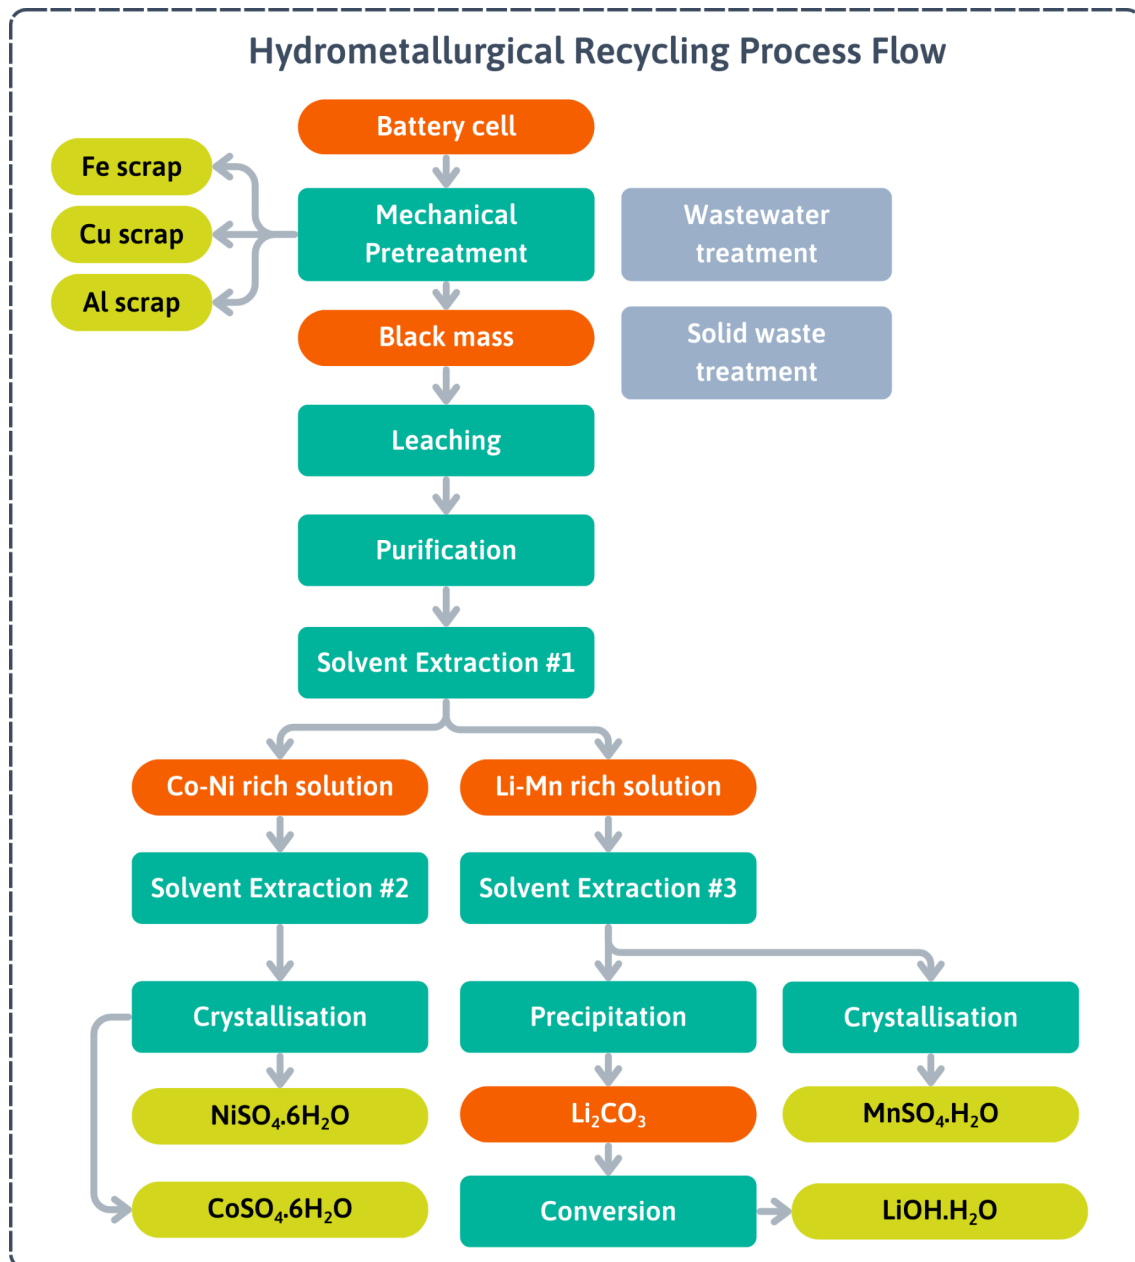 Hydrometallurgical Recycling Process Flow
Battery cell
Fe scrap
Cu scrap
Al scrap
Mechanical
Pretreatment
Wastewater
treatment
Black mass
Solid waste
treatment
Leaching
Purification
Solvent Extraction #1
Co-Ni rich solution
Li-Mn rich solution
Solvent Extraction #2
Solvent Extraction #3
Crystallisation
Precipitation
Crystallisation
NiSO₄.6H₂O
Li₂CO₃
MnSO₄.H₂O
CoSO₄.6H₂O
Conversion
LiOH.H₂O